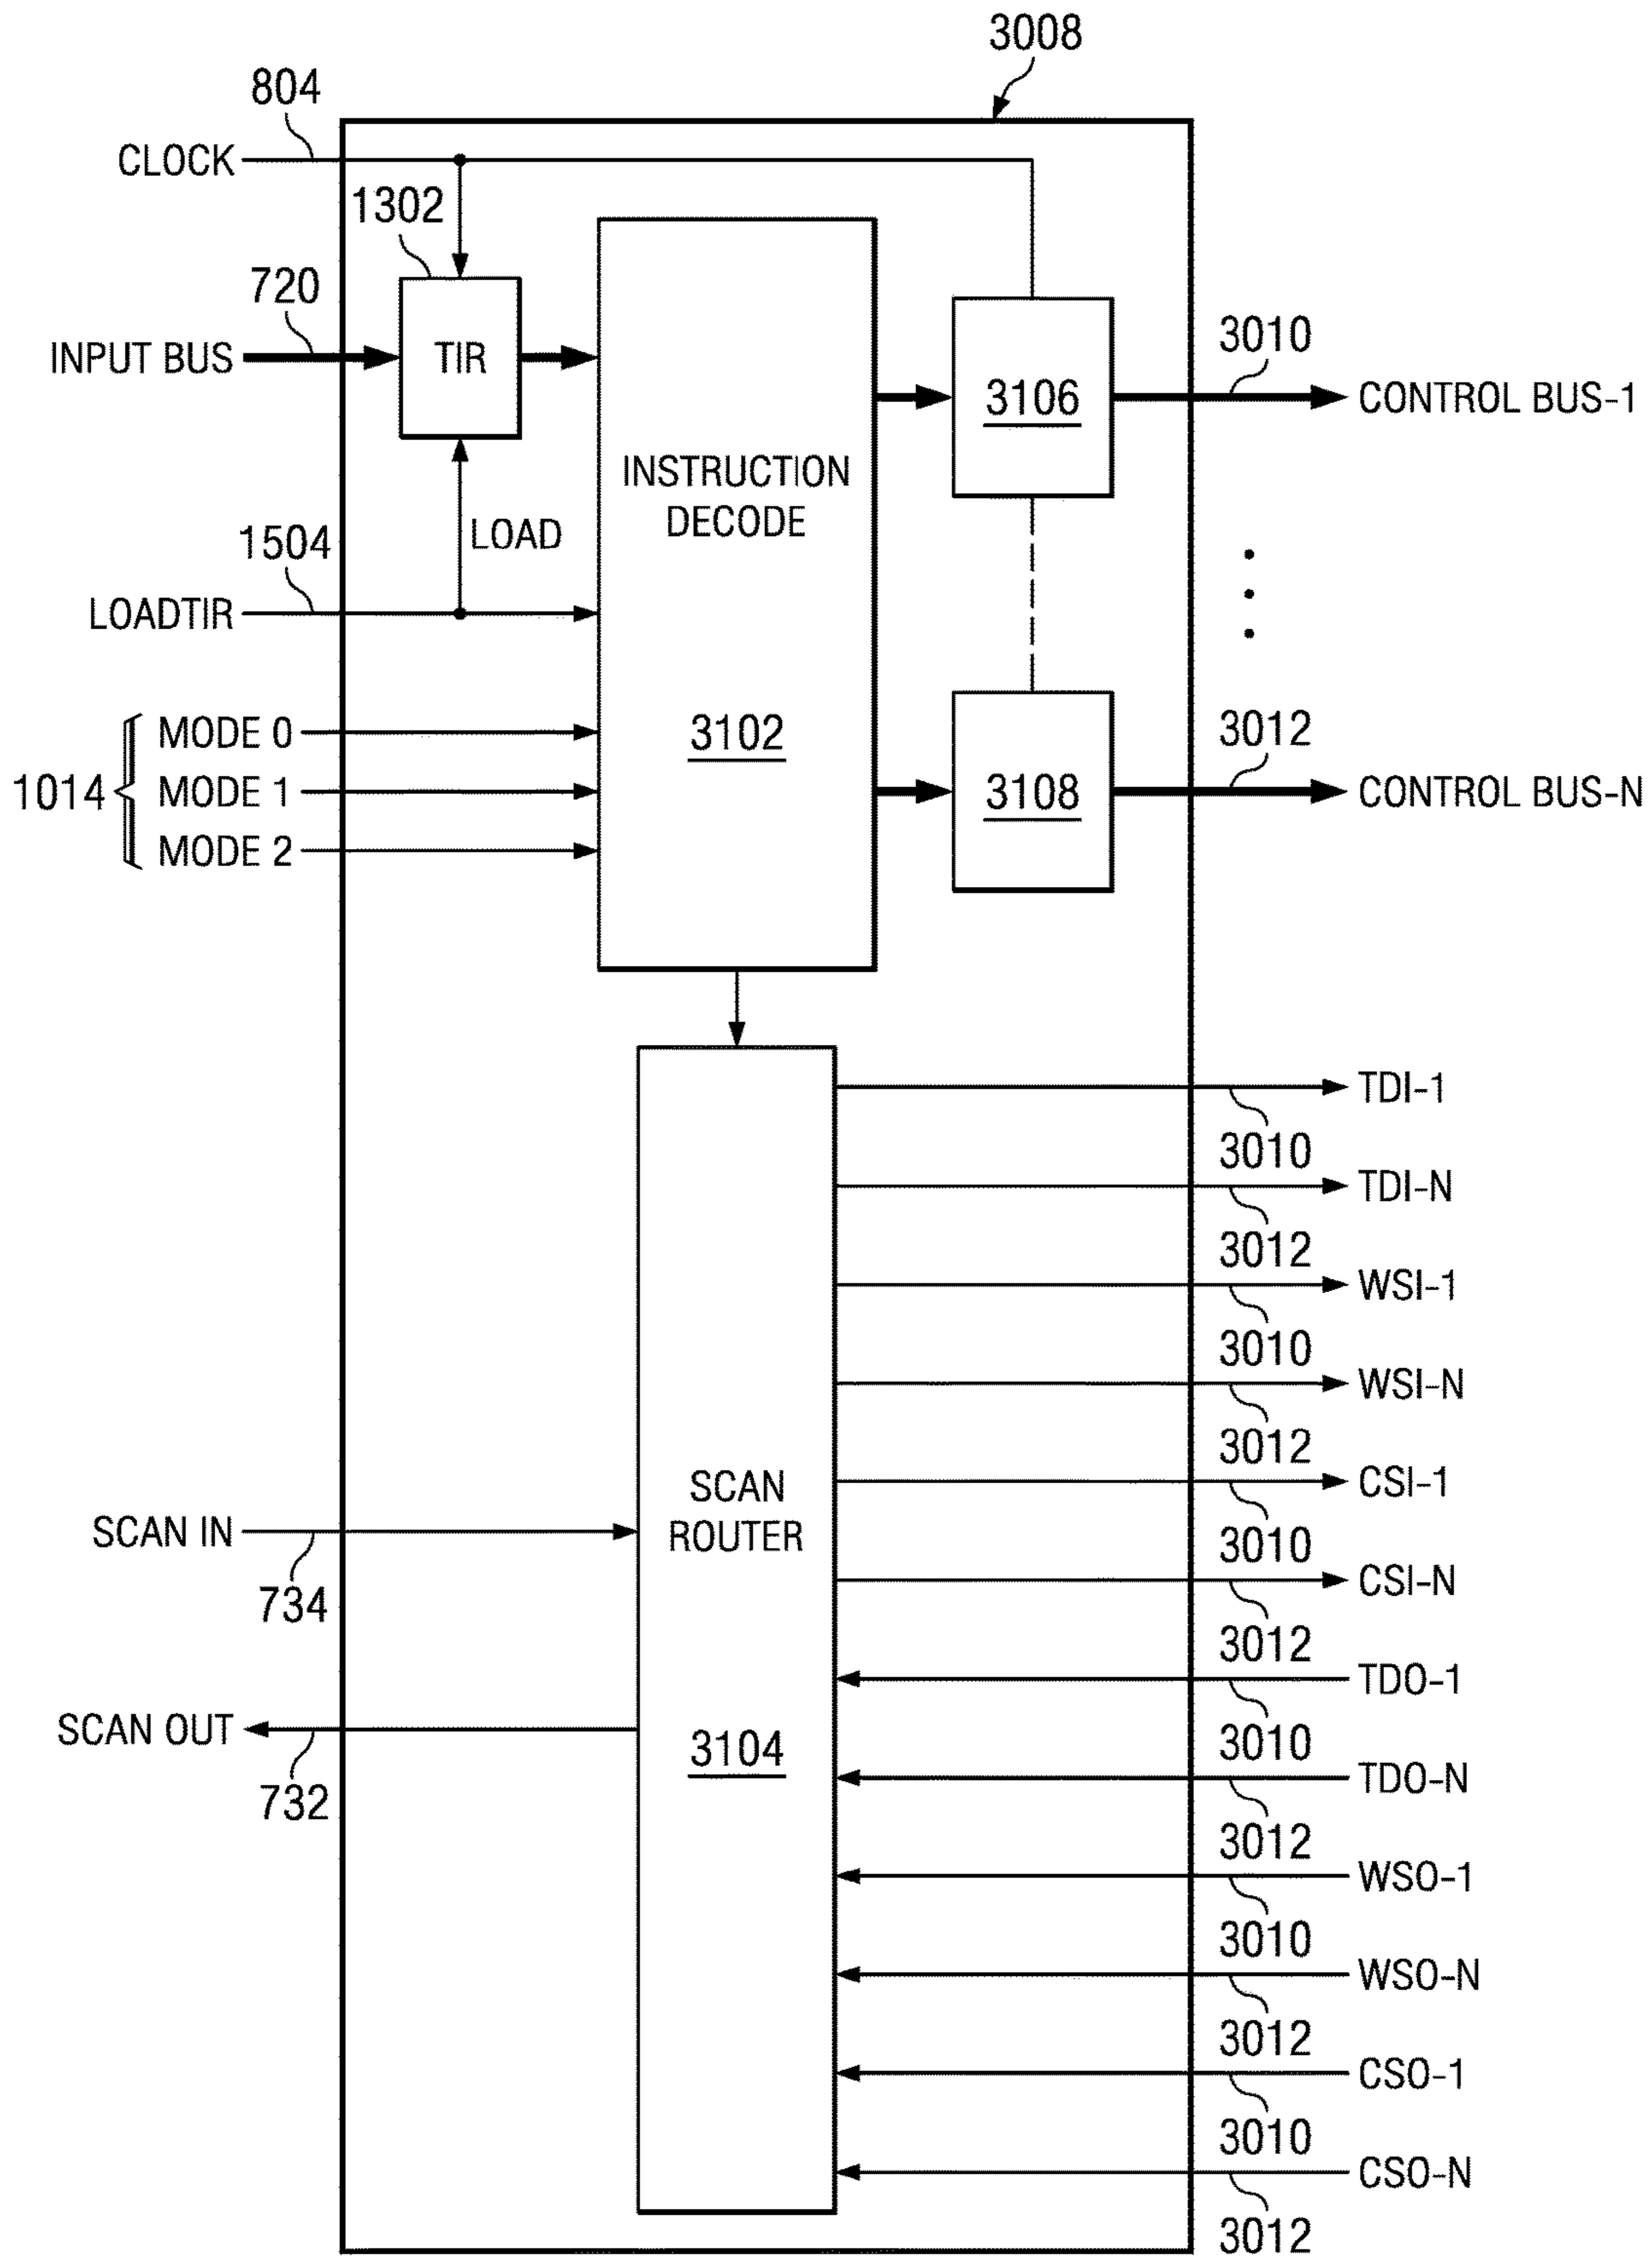 3008
804
CLOCK
1302
720
INPUT BUS
TIR
3010
3106
CONTROL BUS-1
INSTRUCTION
DECODE
LOAD
1504
LOADTIR
MODE 0
3102
3012
1014
MODE 1
3108
CONTROL BUS-N
MODE 2
TDI-1
3010
TDI-N
3012
WSI-1
3010
WSI-N
3012
CSI-1
SCAN
ROUTER
SCAN IN
3010
CSI-N
734
3012
TDO-1
SCAN OUT
3104
3010
TDO-N
732
3012
WSO-1
3010
WSO-N
3012
CSO-1
3010
CSO-N
3012